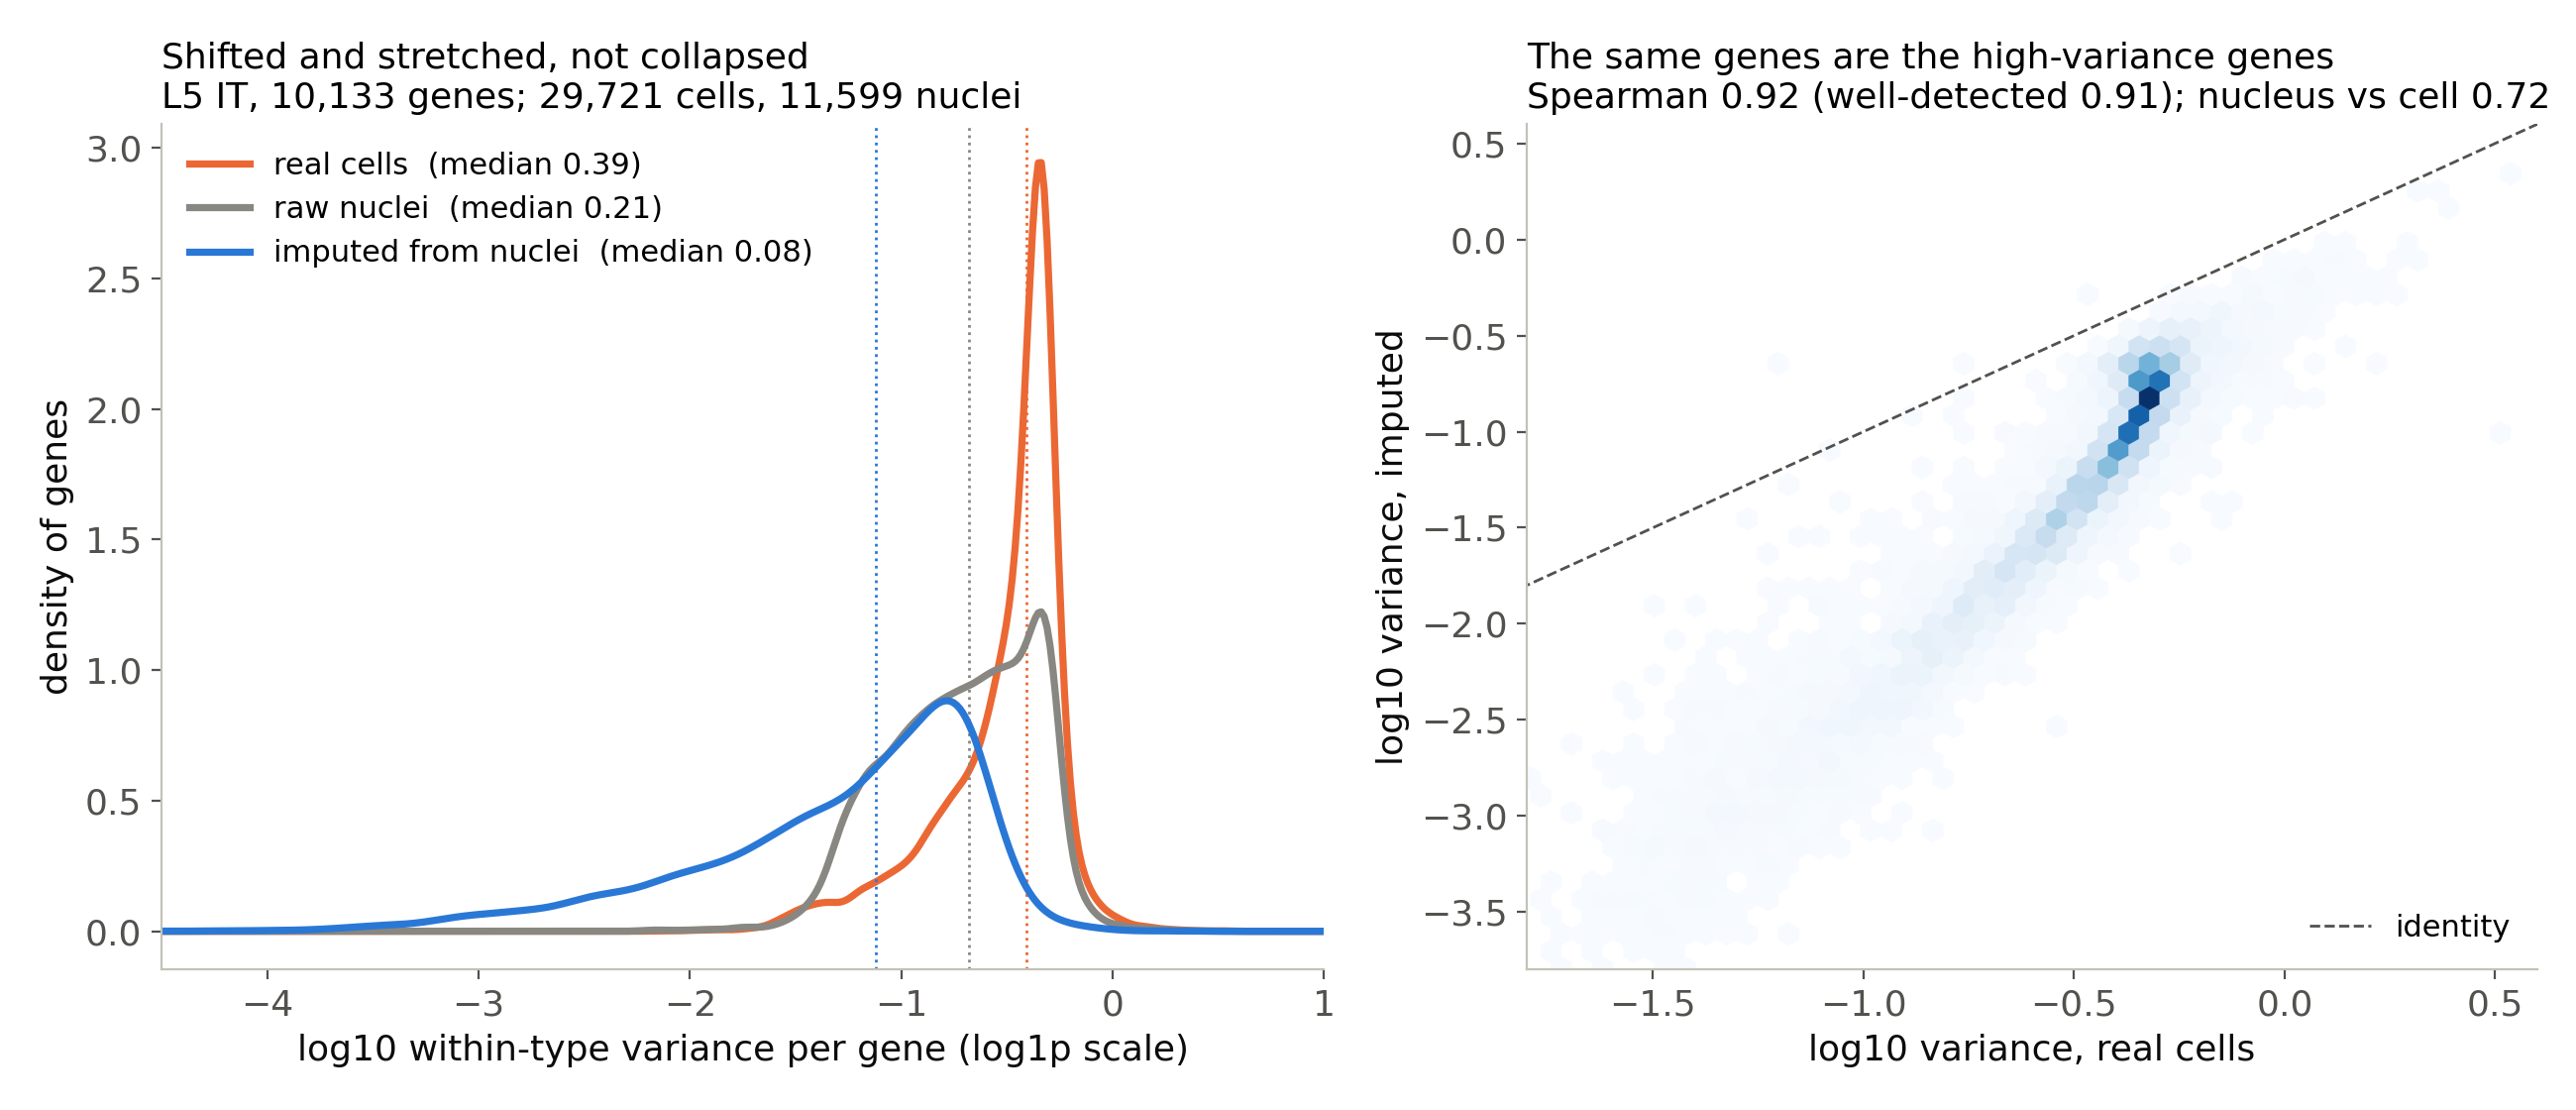 Shifted and stretched, not collapsed
L5 IT, 10,133 genes; 29,721 cells, 11,599 nuclei
real cells  (median 0.39)
raw nuclei  (median 0.21)
imputed from nuclei  (median 0.08)
density of genes
3.0
2.5
2.0
1.5
1.0
0.5
0.0
−4
−3
−2
−1
0
1
log10 within-type variance per gene (log1p scale)
The same genes are the high-variance genes
Spearman 0.92 (well-detected 0.91); nucleus vs cell 0.72
log10 variance, imputed
0.5
0.0
−0.5
−1.0
−1.5
−2.0
−2.5
−3.0
−3.5
identity
−1.5
−1.0
−0.5
0.0
0.5
log10 variance, real cells